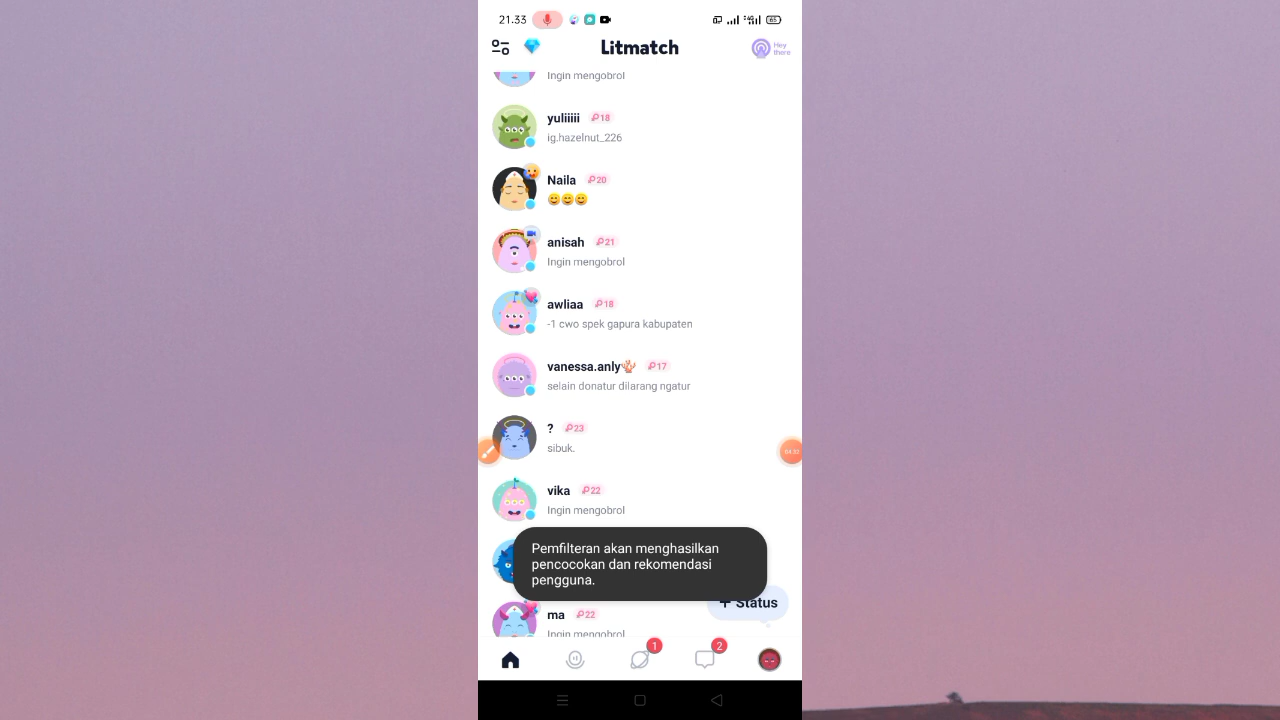 21.33
65
Litmatch
Hey there
Ingin mengobrol
yuliiiii 18
ig.hazelnut_226
Naila 20
anisah 21
Ingin mengobrol
awliaa 18
-1 cwo spek gapura kabupaten
vanessa.anly 17
selain donatur dilarang ngatur
? 23
sibuk.
vika 22
Ingin mengobrol
Pemfilteran akan menghasilkan
pencocokan dan rekomendasi
pengguna.
+ Status
ma 22
Ingin mengobrol
1
2